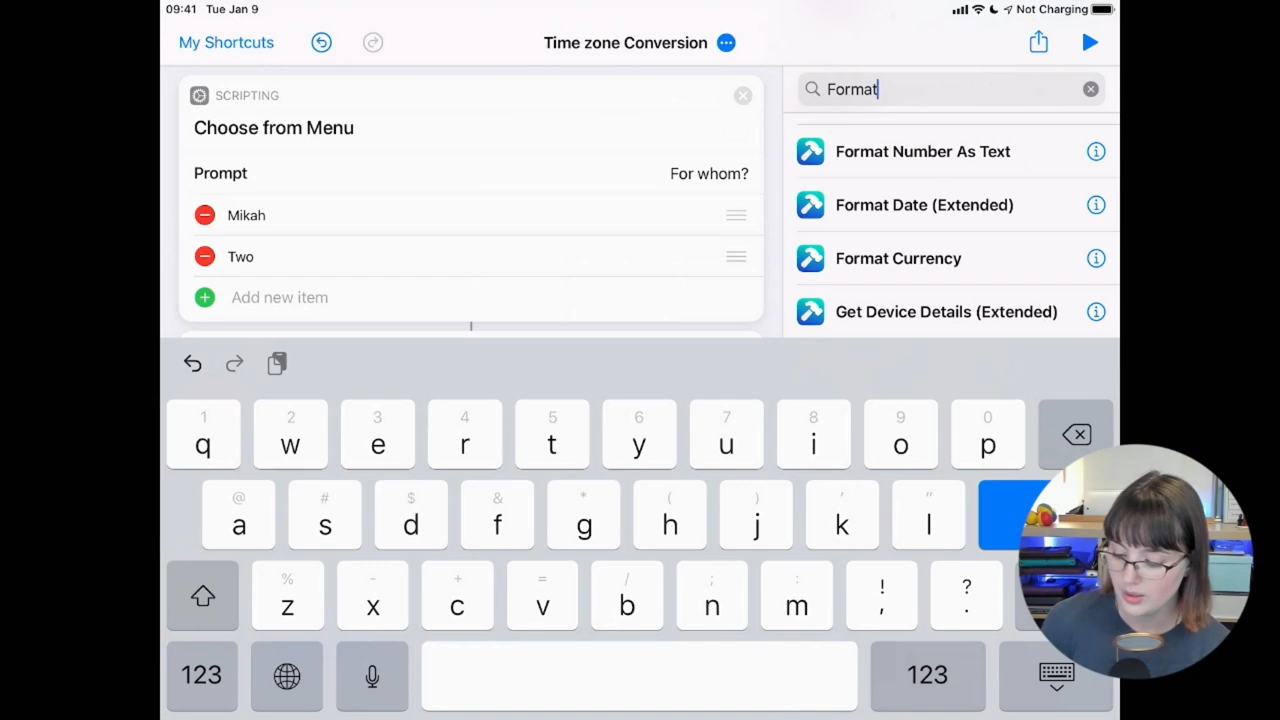 09:41 Tue Jan 9
Not Charging
My Shortcuts
Time zone Conversion
SCRIPTING
Choose from Menu
Prompt
For whom?
Mikah
Two
Add new item
Format
Format Number As Text
Format Date (Extended)
Format Currency
Get Device Details (Extended)
1 2 3 4 5 6 7 8 9 0
q w e r t y u i o p
@ # $ & * ( ) ' "
a s d f g h j k l
% - + = / ; : ! ?
z x c v b n m , .
123
123